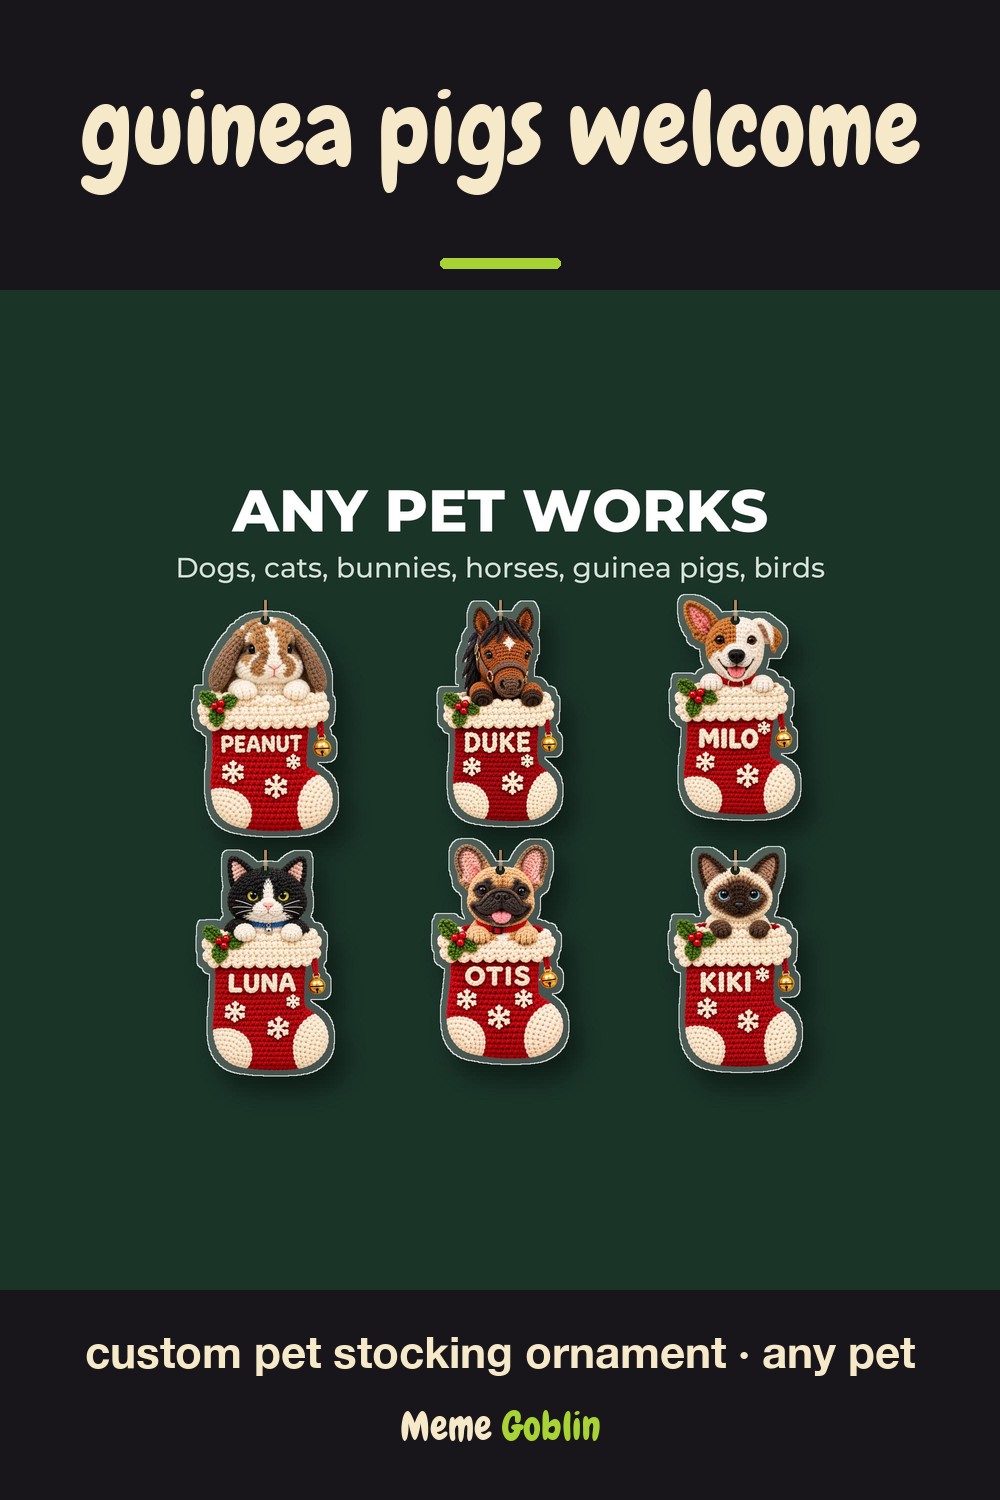 guinea pigs welcome
ANY PET WORKS
Dogs, cats, bunnies, horses, guinea pigs, birds
PEANUT
DUKE
MILO
LUNA
OTIS
KIKI
custom pet stocking ornament · any pet
Meme Goblin